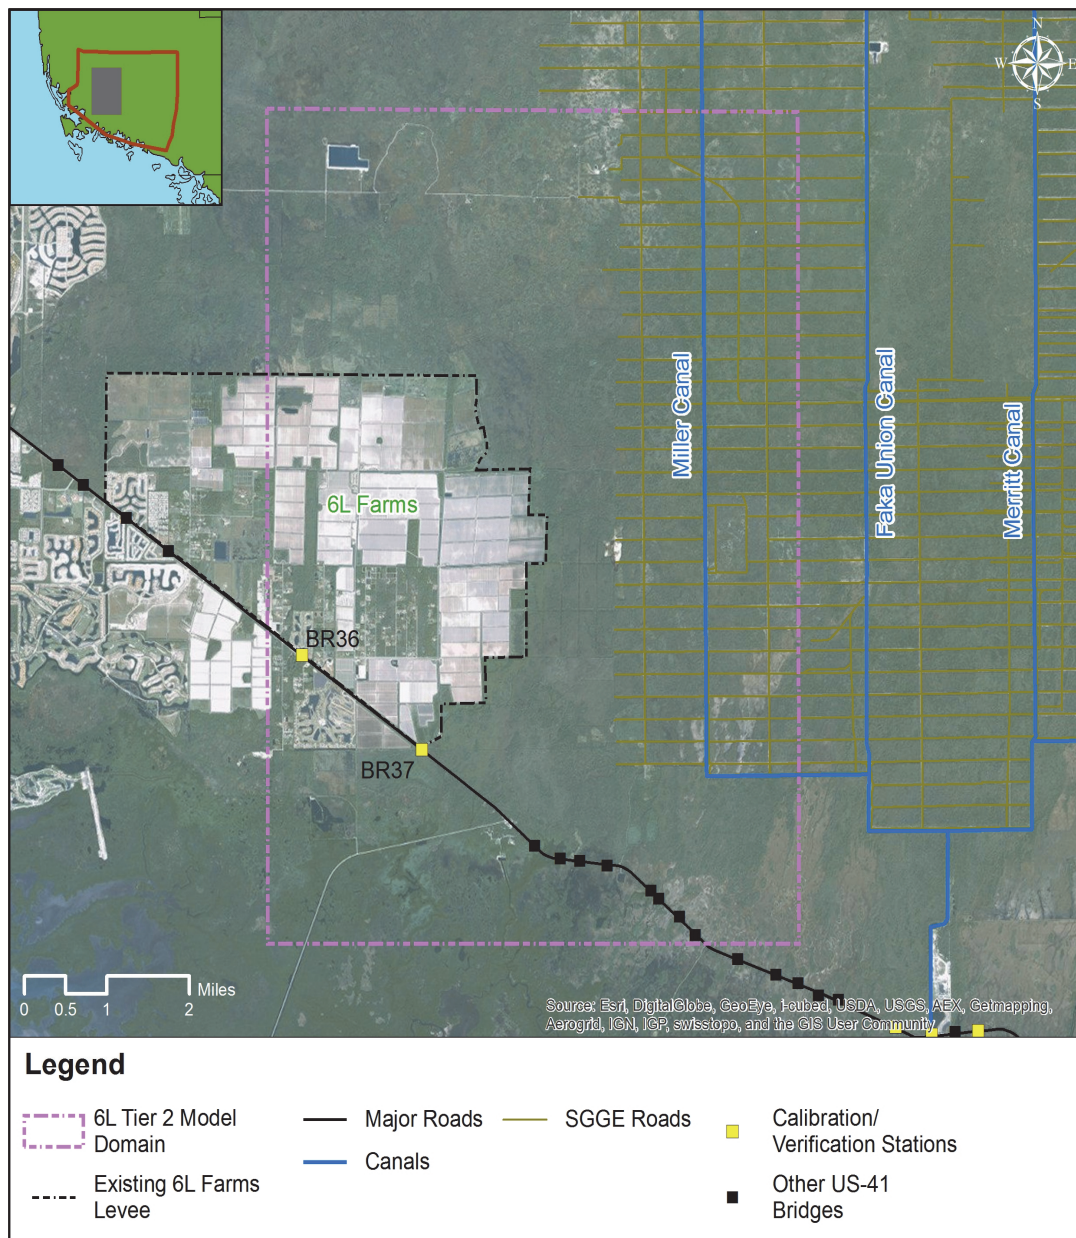 N
W E
S
Miller Canal
Faka Union Canal
Merritt Canal
6L Farms
BR36
BR37
Miles
0 0.5 1 2
Source: Esri, DigitalGlobe, GeoEye, i-cubed, USDA, USGS, AEX, Getmapping,
Aerogrid, IGN, IGP, swisstopo, and the GIS User Community
Legend
6L Tier 2 Model
Domain
Existing 6L Farms
Levee
Major Roads
Canals
SGGE Roads
Calibration/
Verification Stations
Other US-41
Bridges